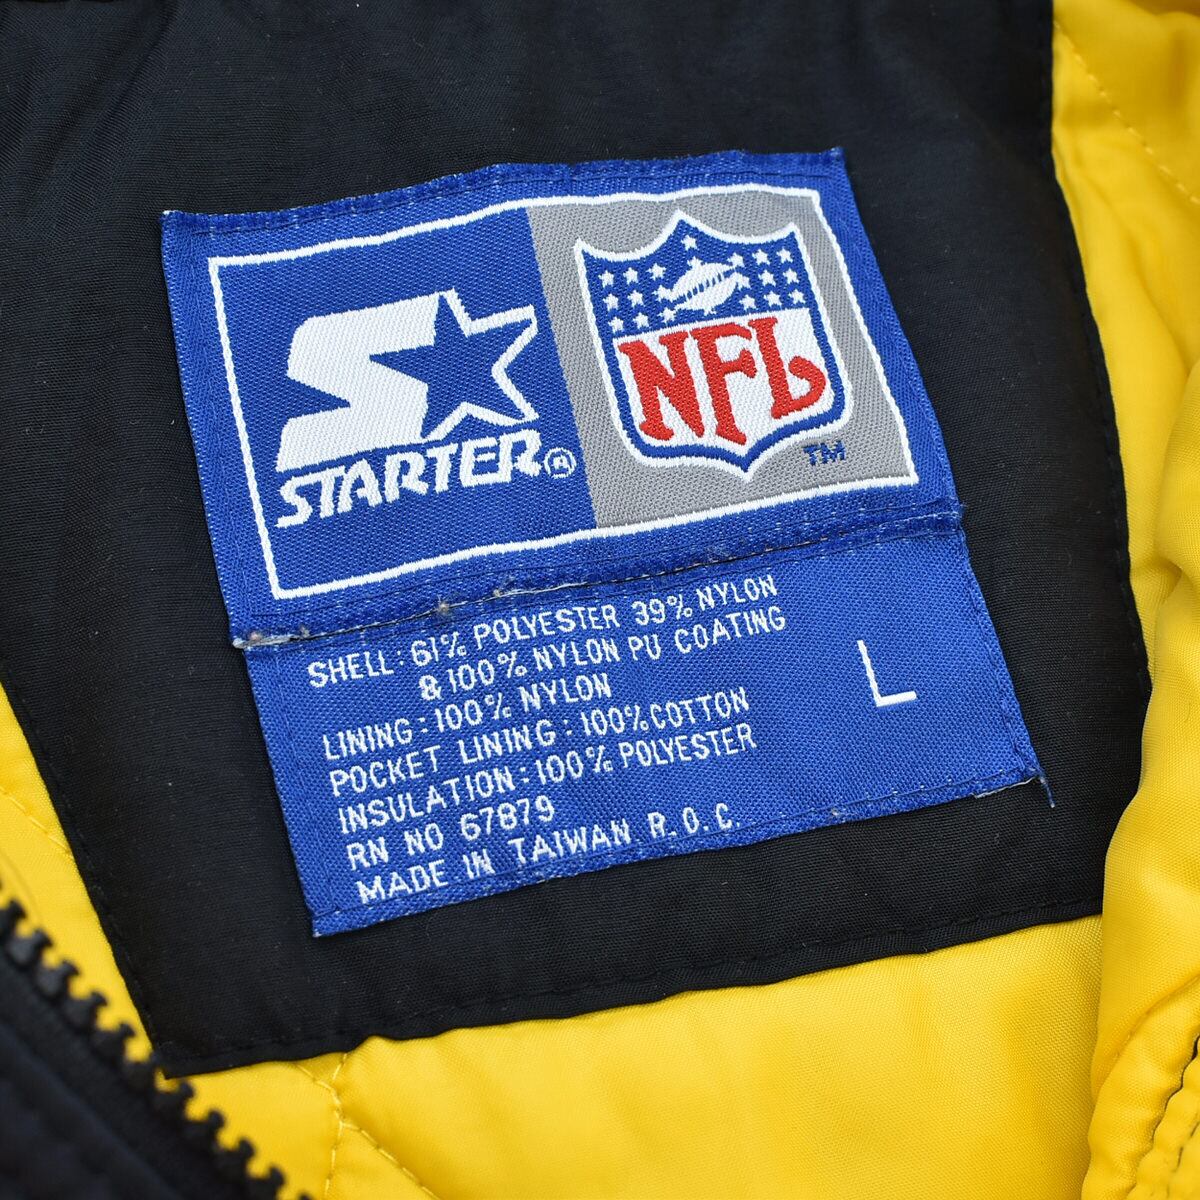 STARTER®
NFL
TM
SHELL: 61% POLYESTER 39% NYLON
& 100% NYLON PU COATING
LINING: 100% NYLON
POCKET LINING: 100% COTTON
INSULATION: 100% POLYESTER
RN NO 67879
MADE IN TAIWAN R.O.C.
L